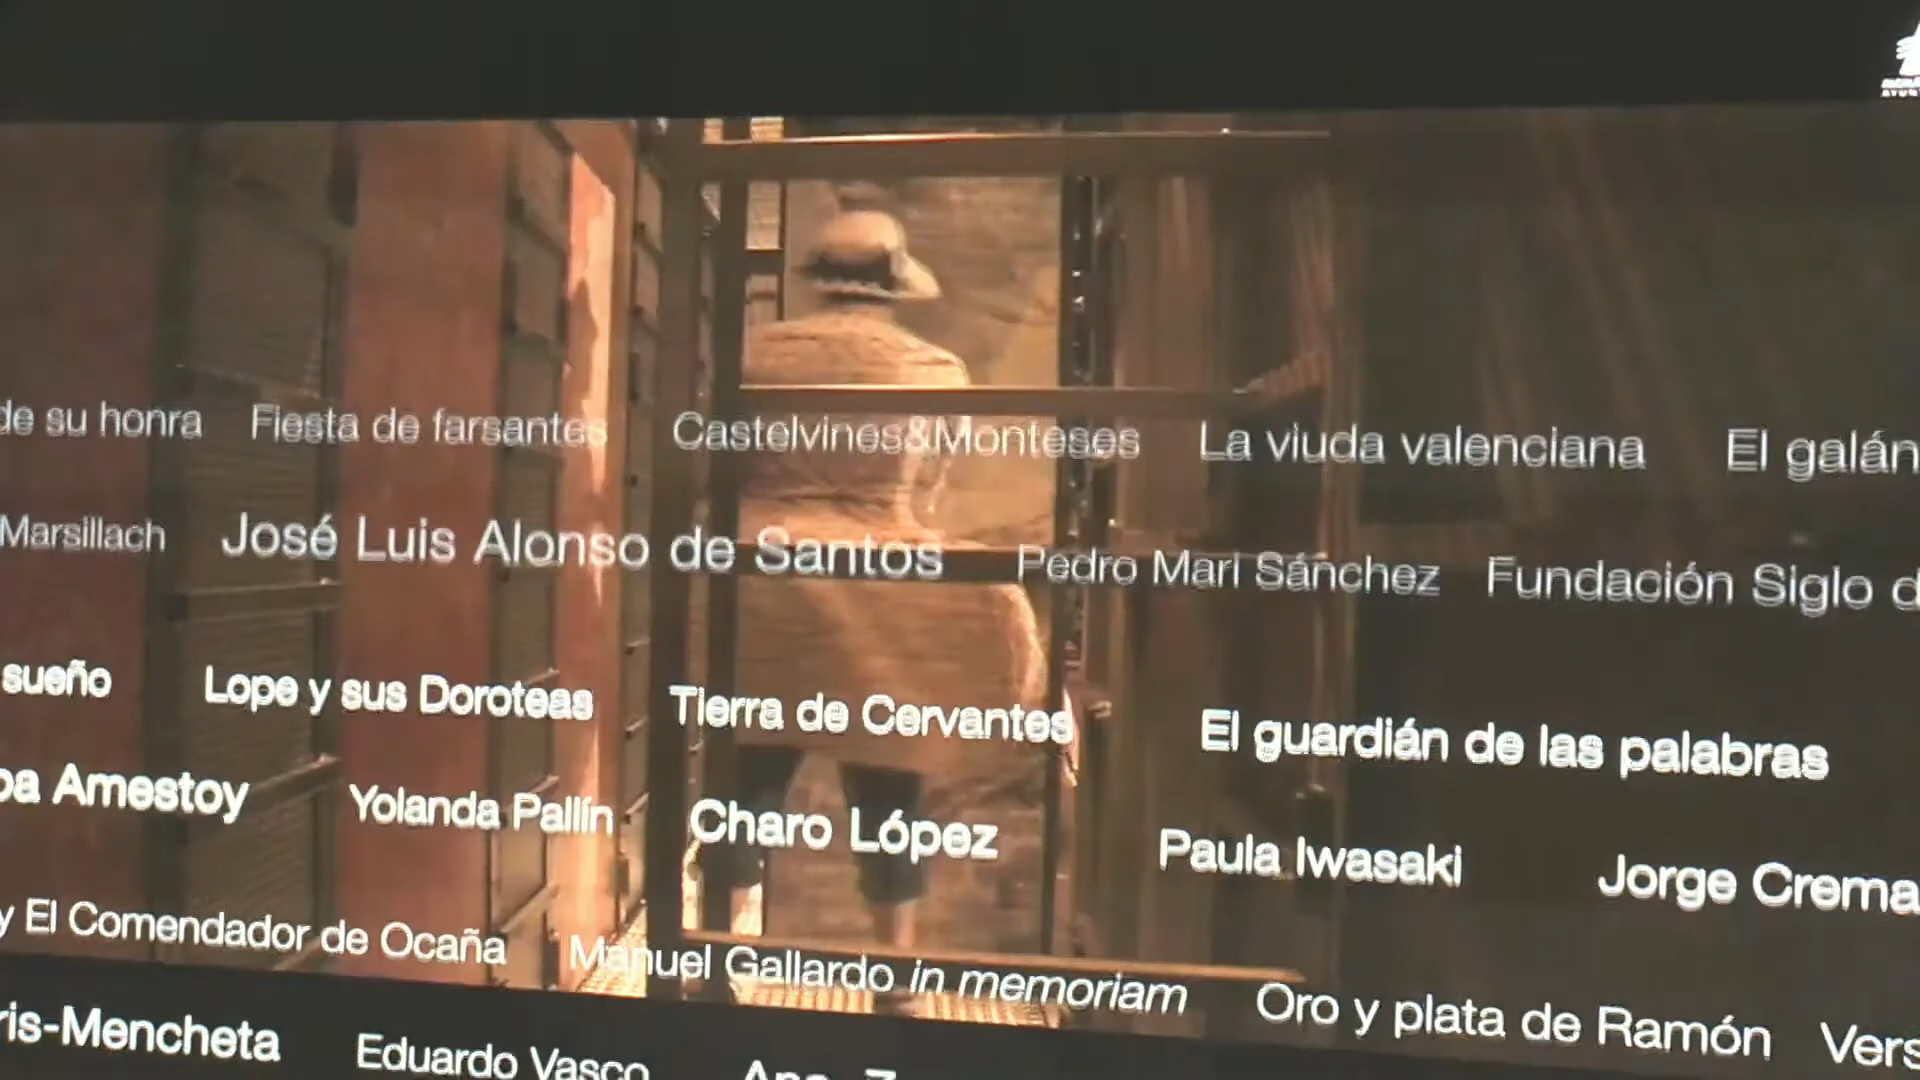 de su honra Fiesta de farsantes Castelvines&Monteses La viuda valenciana El galán
Marsillach José Luis Alonso de Santos Pedro Mari Sánchez Fundación Siglo d
sueño Lope y sus Doroteas Tierra de Cervantes El guardián de las palabras
ba Amestoy Yolanda Pallín Charo López Paula Iwasaki Jorge Crema
y El Comendador de Ocaña Manuel Gallardo in memoriam Oro y plata de Ramón Vers
ris-Mencheta Eduardo Vasco